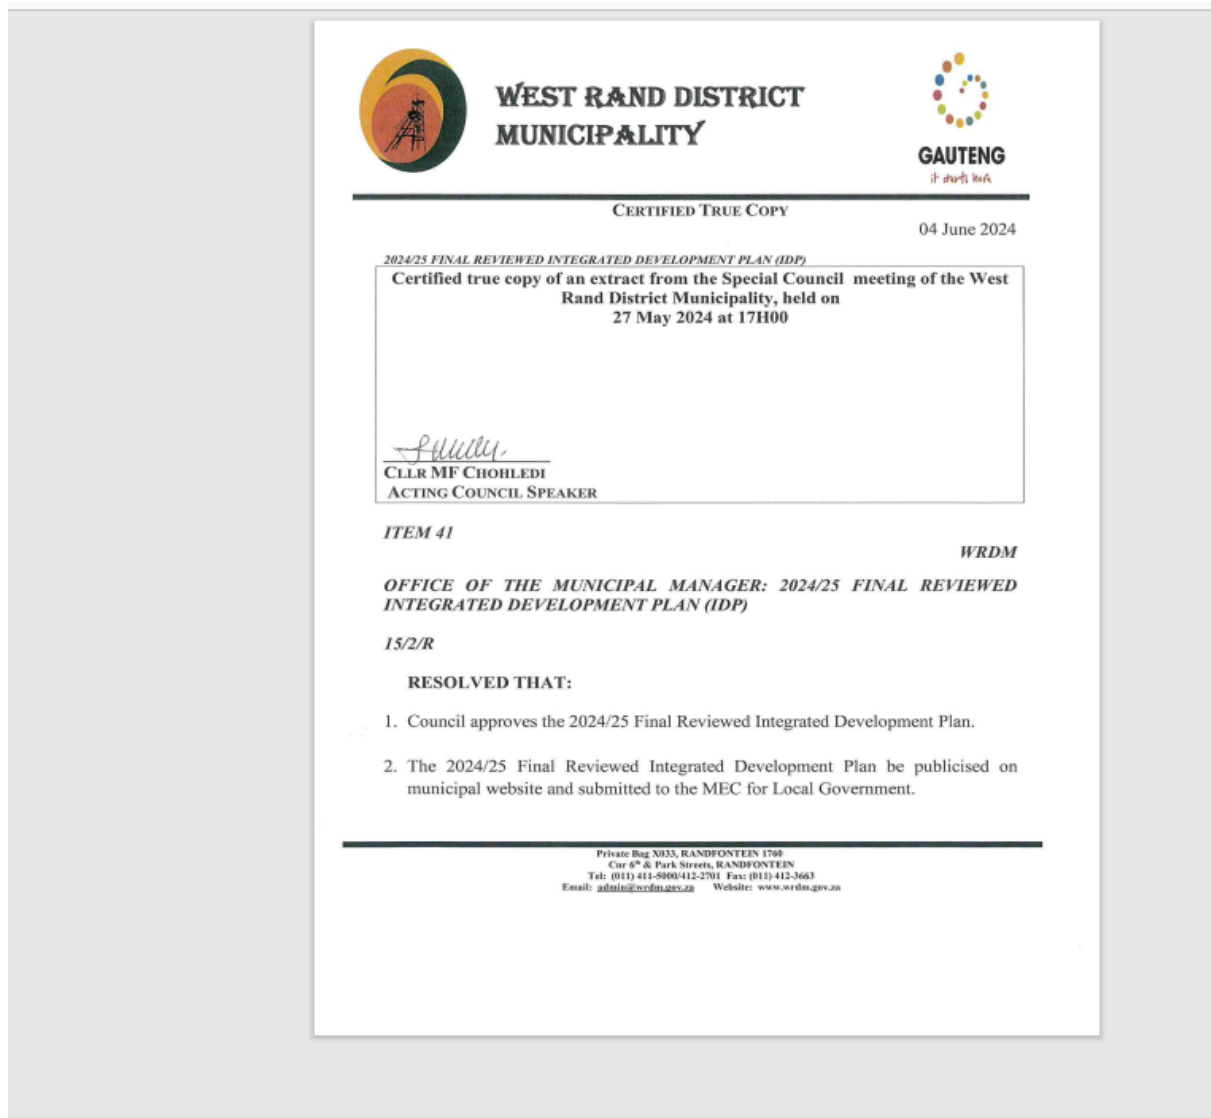 WEST RAND DISTRICT
MUNICIPALITY
GAUTENG
it starts here
CERTIFIED TRUE COPY
04 June 2024
2024/25 FINAL REVIEWED INTEGRATED DEVELOPMENT PLAN (IDP)
Certified true copy of an extract from the Special Council meeting of the West
Rand District Municipality, held on
27 May 2024 at 17H00
CLLR MF CHOHLEDI
ACTING COUNCIL SPEAKER
ITEM 41
WRDM
OFFICE OF THE MUNICIPAL MANAGER: 2024/25 FINAL REVIEWED
INTEGRATED DEVELOPMENT PLAN (IDP)
15/2/R
RESOLVED THAT:
1. Council approves the 2024/25 Final Reviewed Integrated Development Plan.
2. The 2024/25 Final Reviewed Integrated Development Plan be publicised on
municipal website and submitted to the MEC for Local Government.
Private Bag X033, RANDFONTEIN 1760
Cnr 6th & Park Streets, RANDFONTEIN
Tel: (011) 411-5000/412-2701 Fax: (011) 412-3663
Email: admin@wrdm.gov.za Website: www.wrdm.gov.za